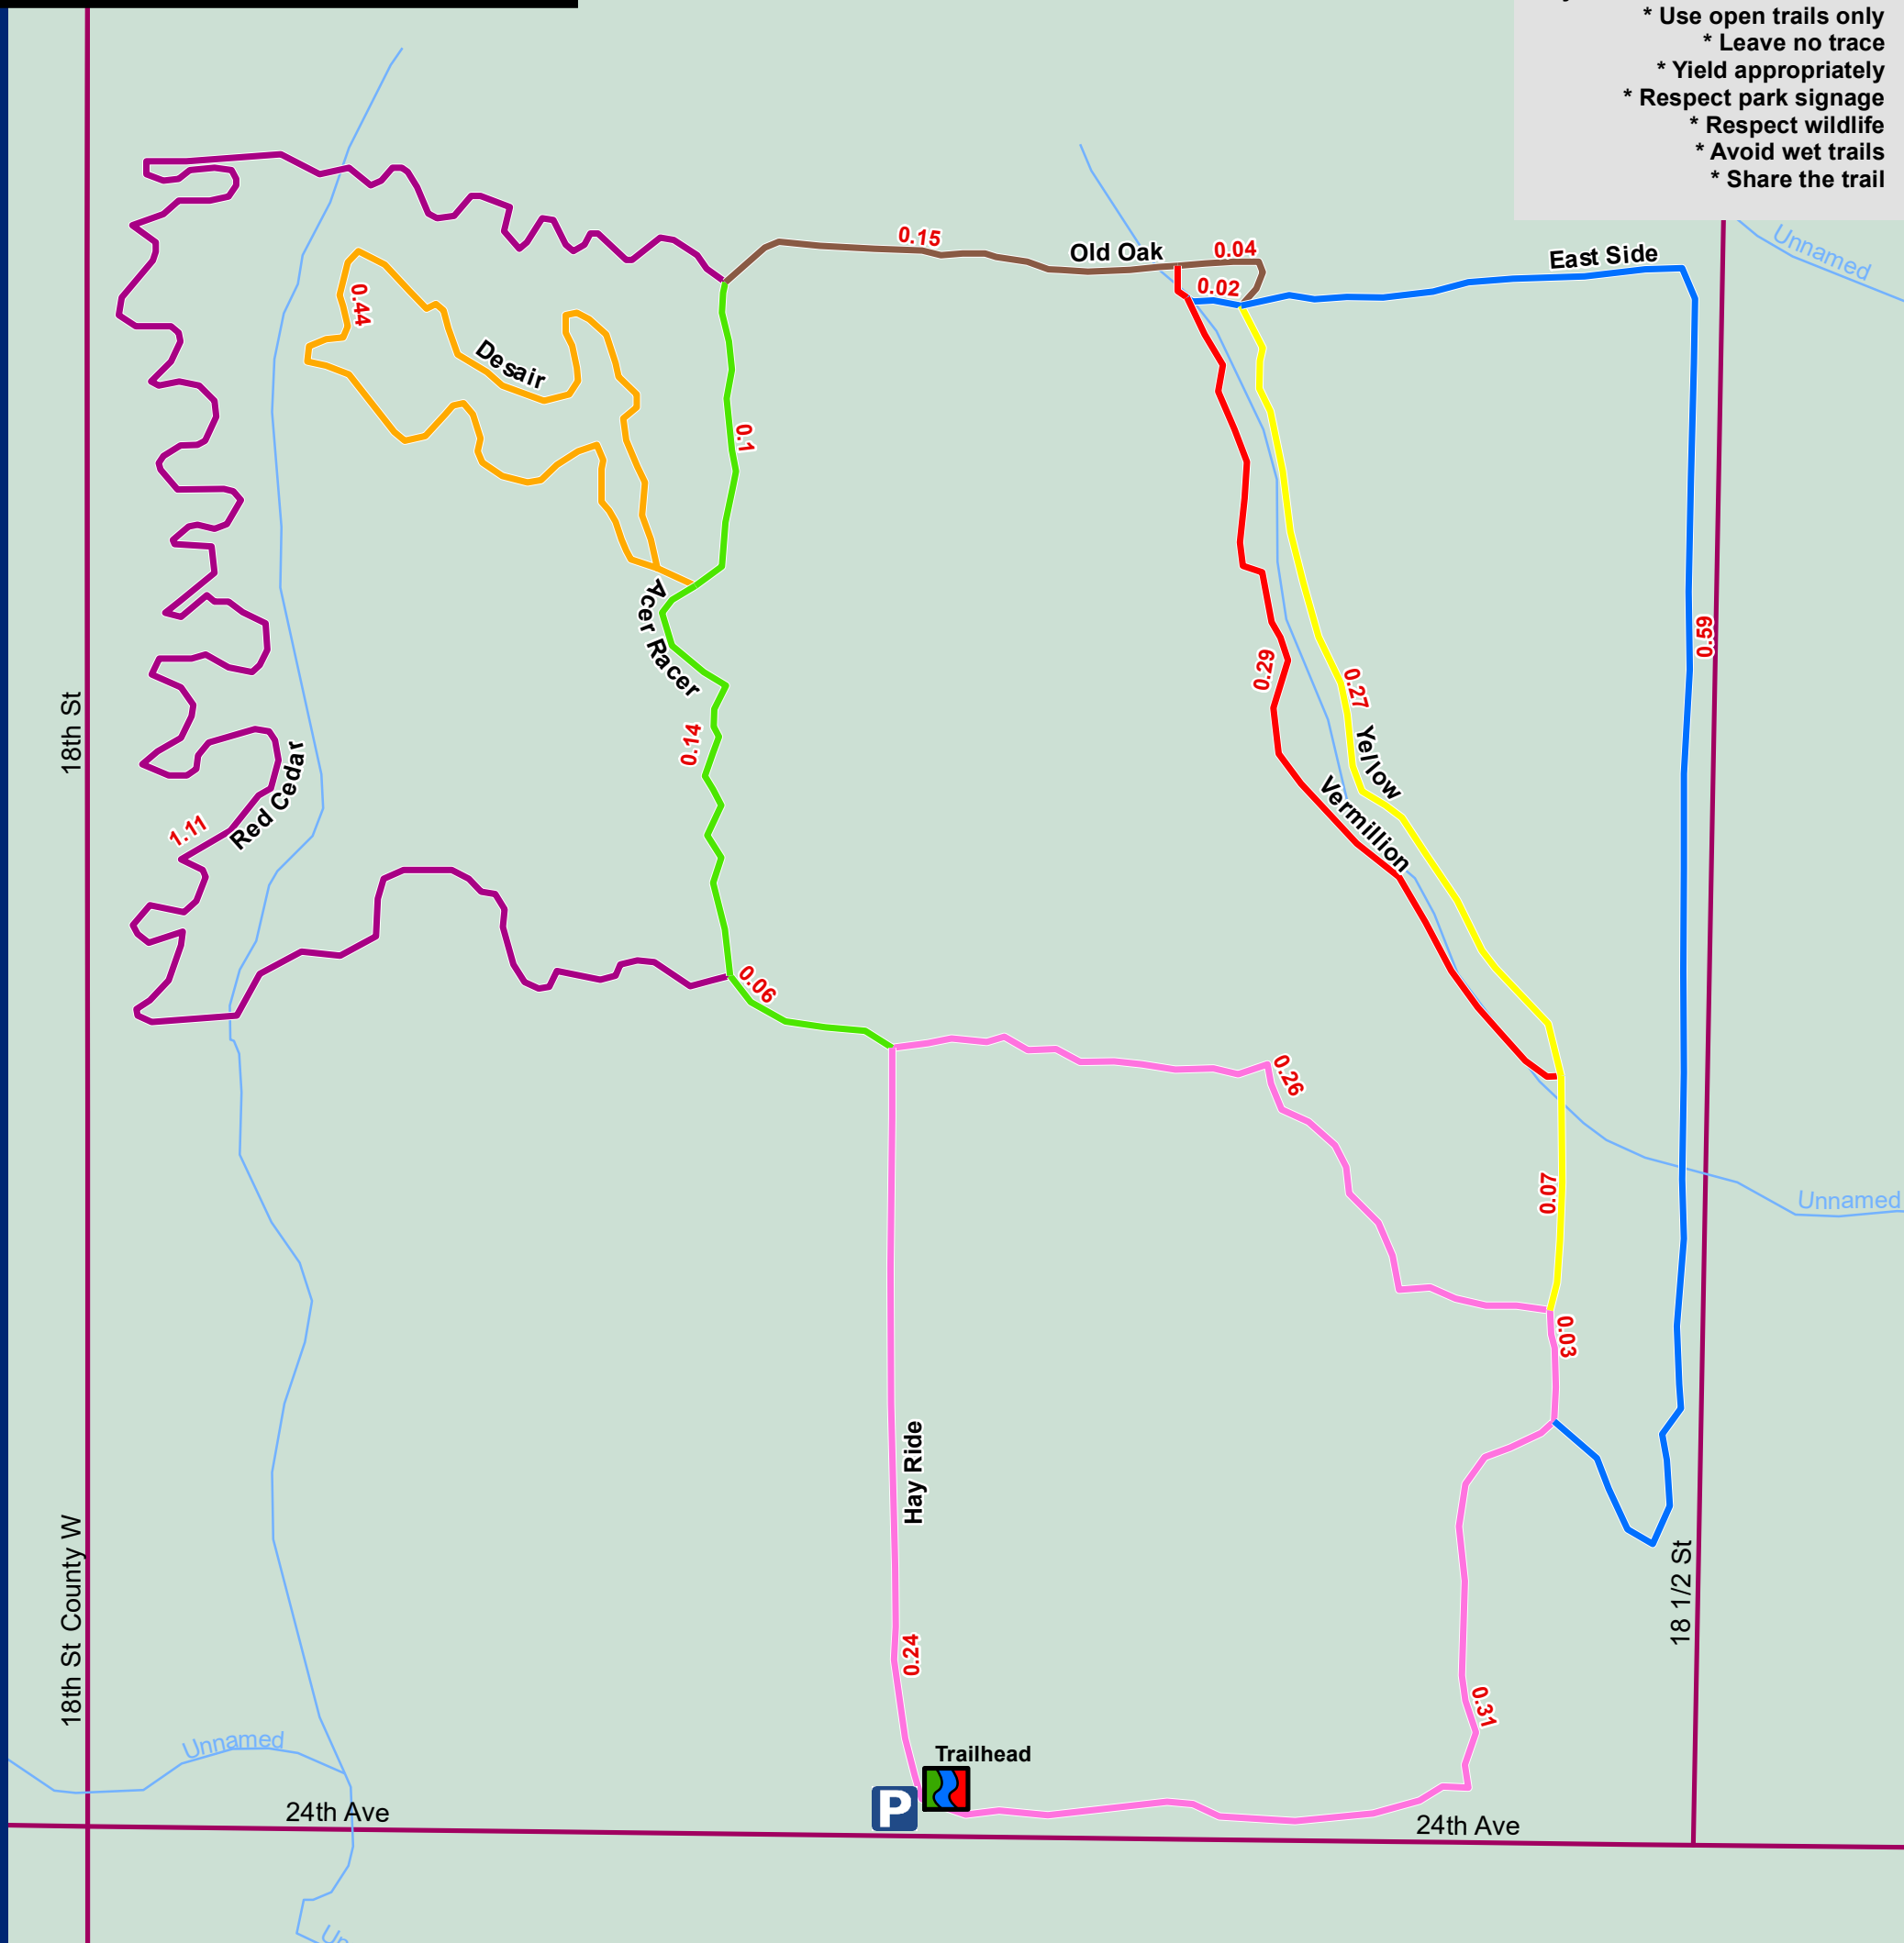 * Use open trails only
* Leave no trace
* Yield appropriately
* Respect park signage
* Respect wildlife
* Avoid wet trails
* Share the trail
Unnamed
0.15
Old Oak
0.04
East Side
0.02
0.44
Desair
0.1
Acer Racer
0.59
0.29
0.27
Yellow
18th St
0.14
Red Cedar
1.11
Vermillion
0.06
0.26
0.07
Unnamed
0.03
Hay Ride
18th St County W
18 1/2 St
0.24
0.31
Unnamed
Trailhead
P
24th Ave
24th Ave